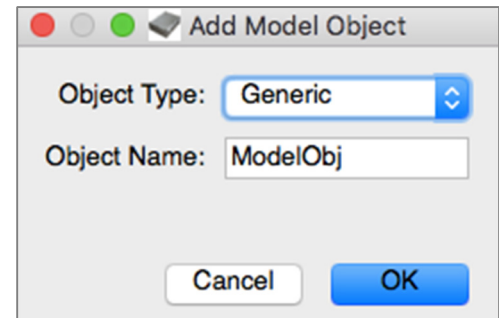 Add Model Object
Object Type: Generic
Object Name: ModelObj
Cancel OK